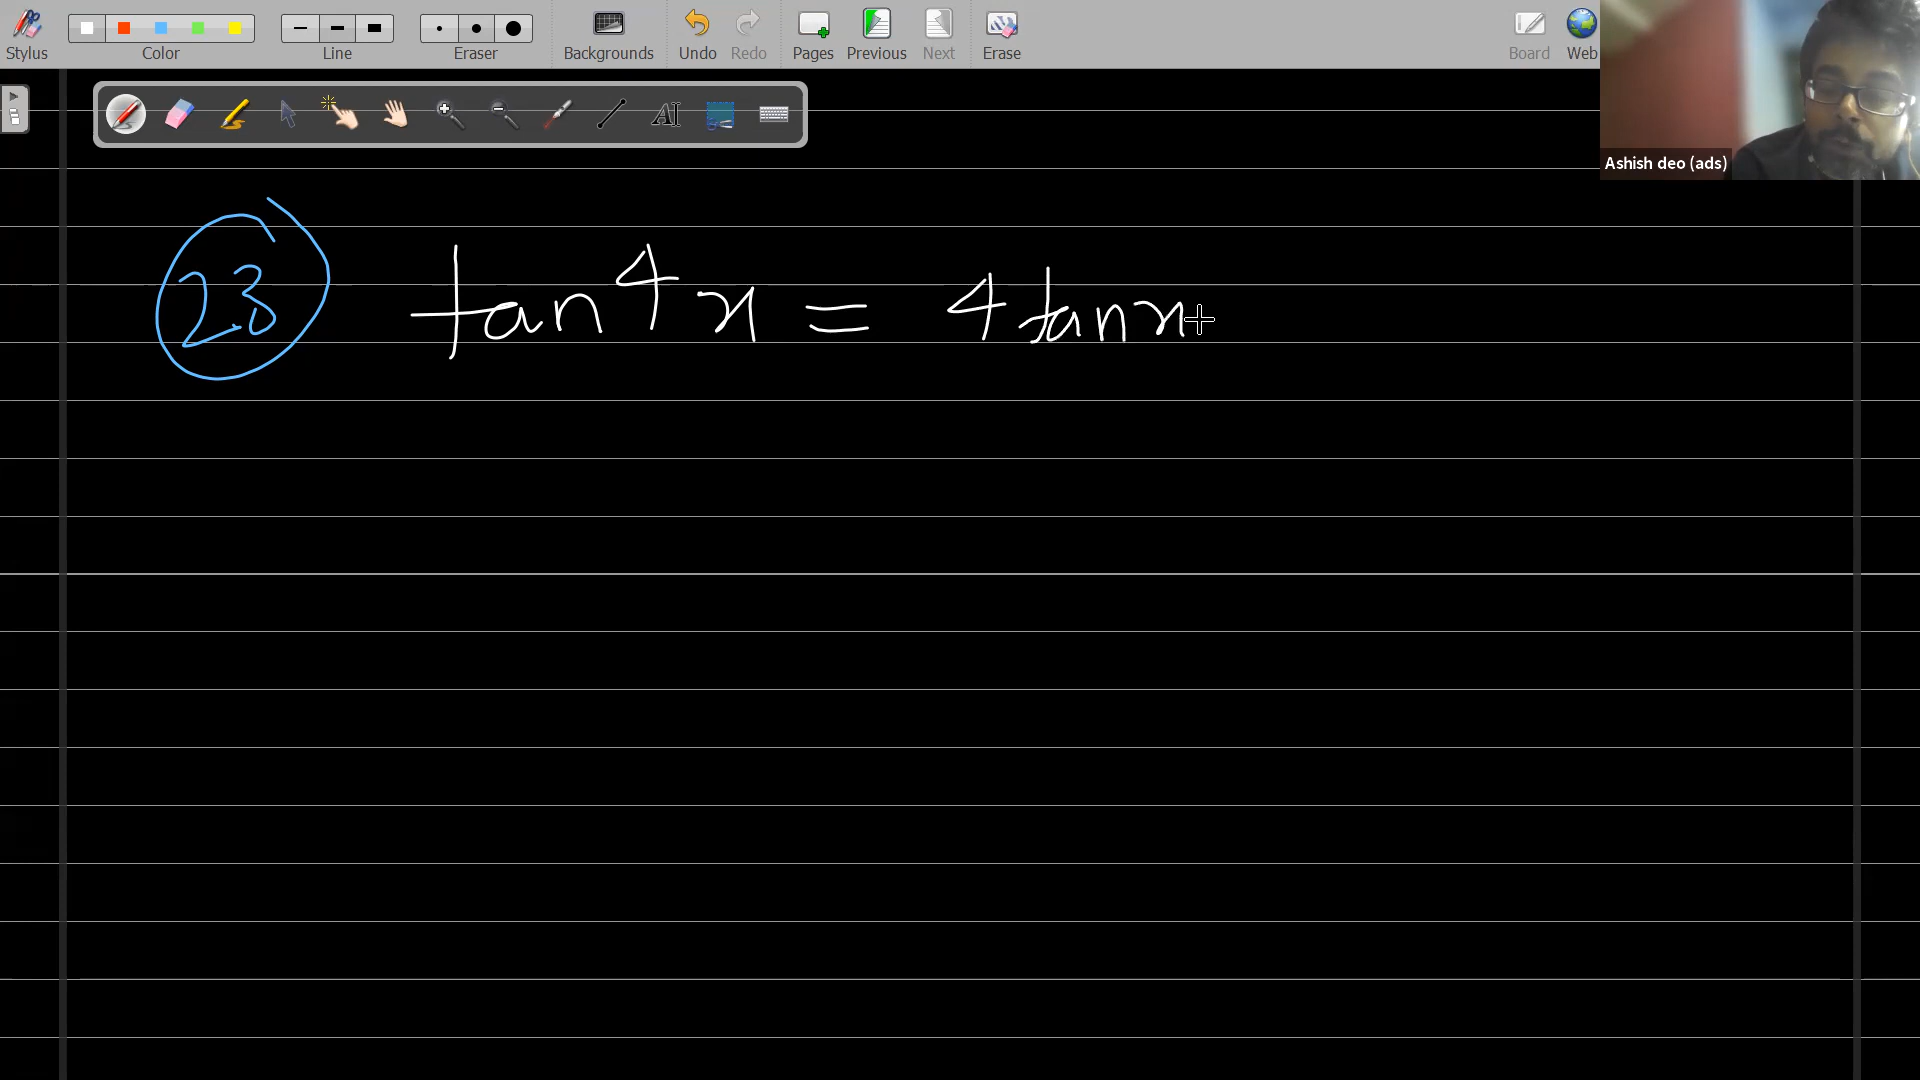 Stylus Color Line Eraser Backgrounds Undo Redo Pages Previous Next Erase Board Web
AI
Ashish deo (ads)
23 tan⁴x = 4tanx